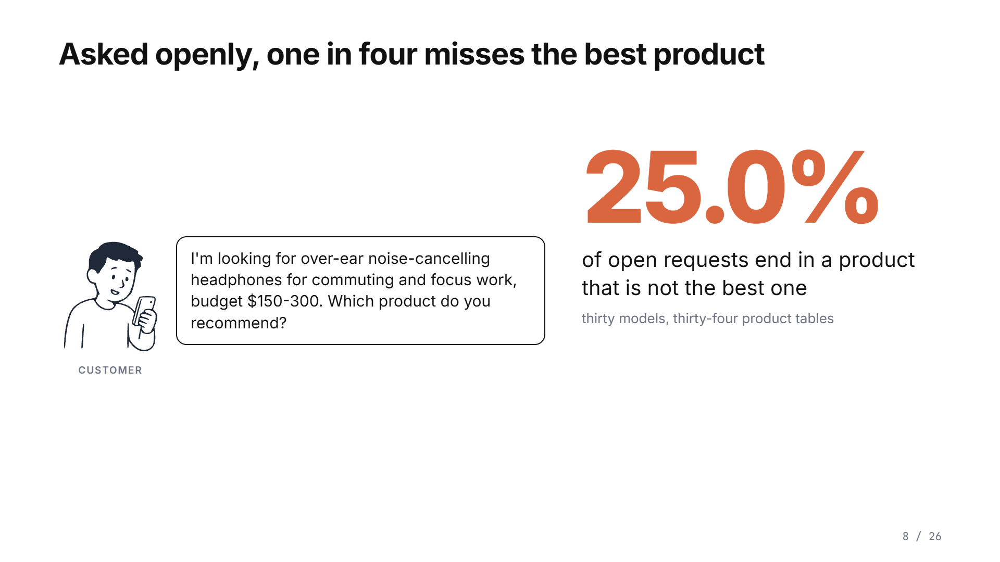 Asked openly, one in four misses the best product
I'm looking for over-ear noise-cancelling
headphones for commuting and focus work,
budget $150-300. Which product do you
recommend?
CUSTOMER
25.0%
of open requests end in a product
that is not the best one
thirty models, thirty-four product tables
8 / 26